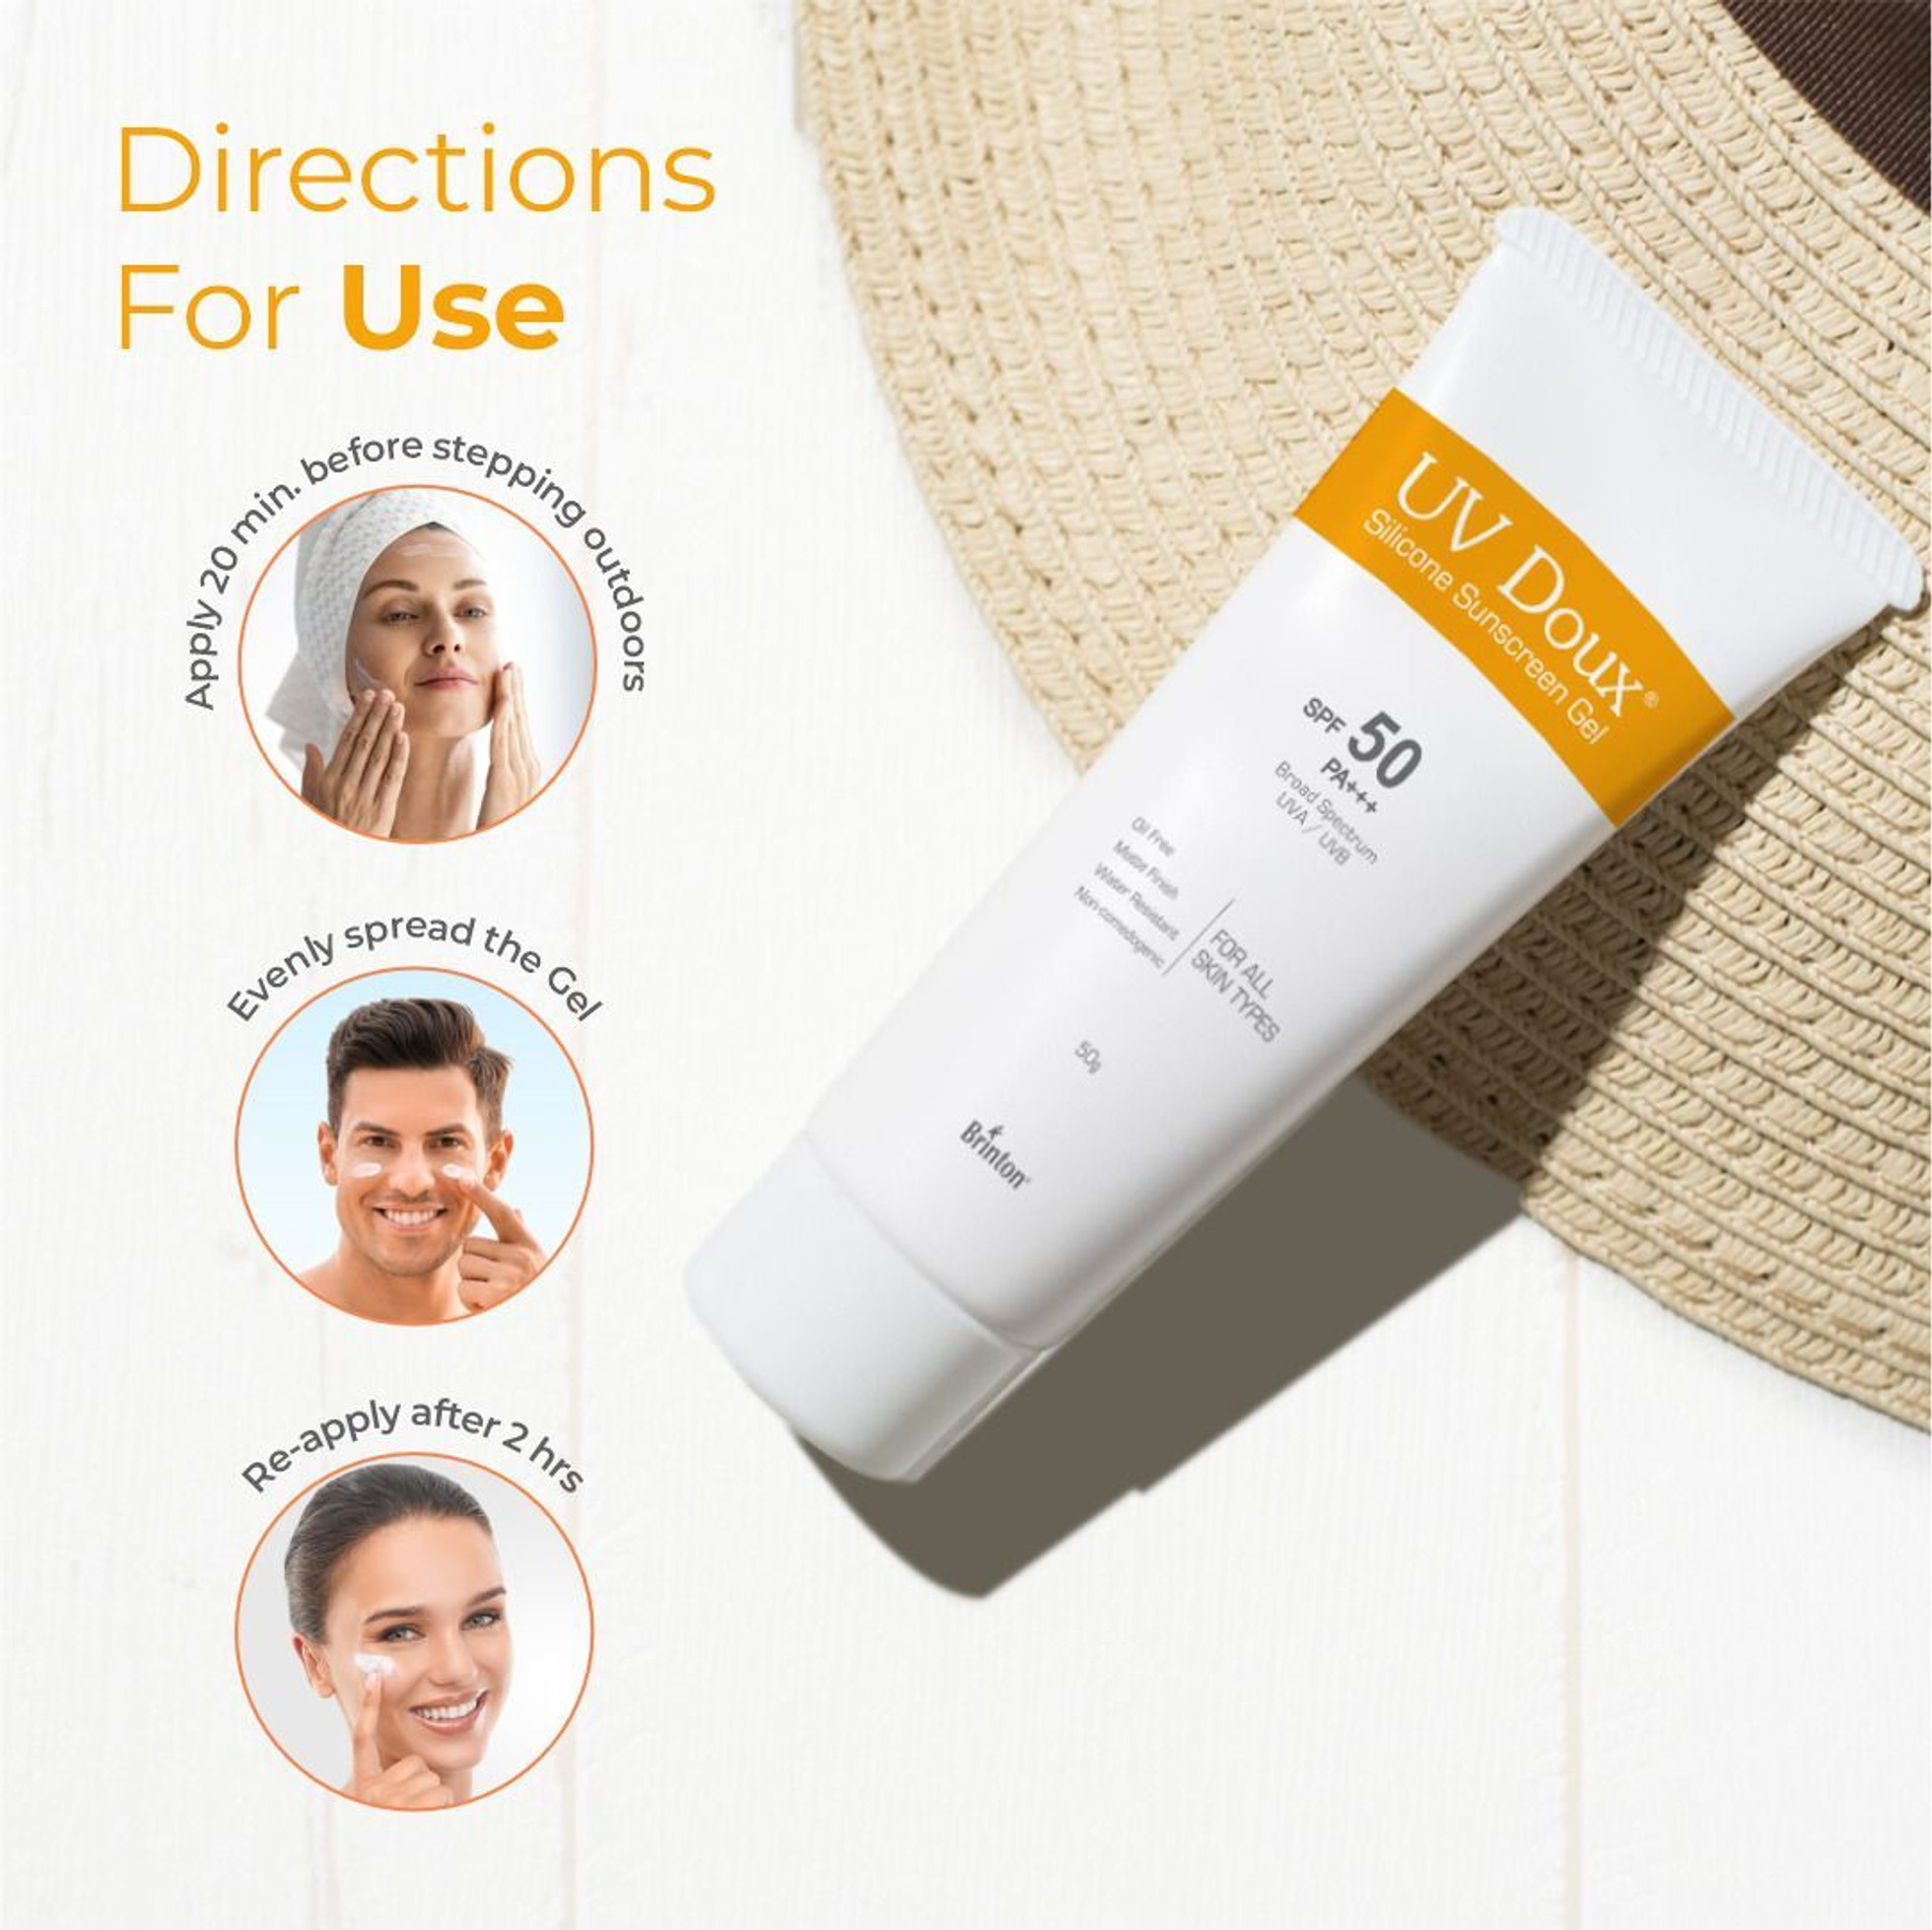 Directions
For Use
Apply 20 min. before stepping outdoors
Evenly spread the Gel
Re-apply after 2 hrs
UV Doux®
Silicone Sunscreen Gel
SPF 50
PA+++
Broad Spectrum
UVA / UVB
Oil Free
Matte Finish
Water Resistant
Non-comedogenic
FOR ALL
SKIN TYPES
50g
Brinton®